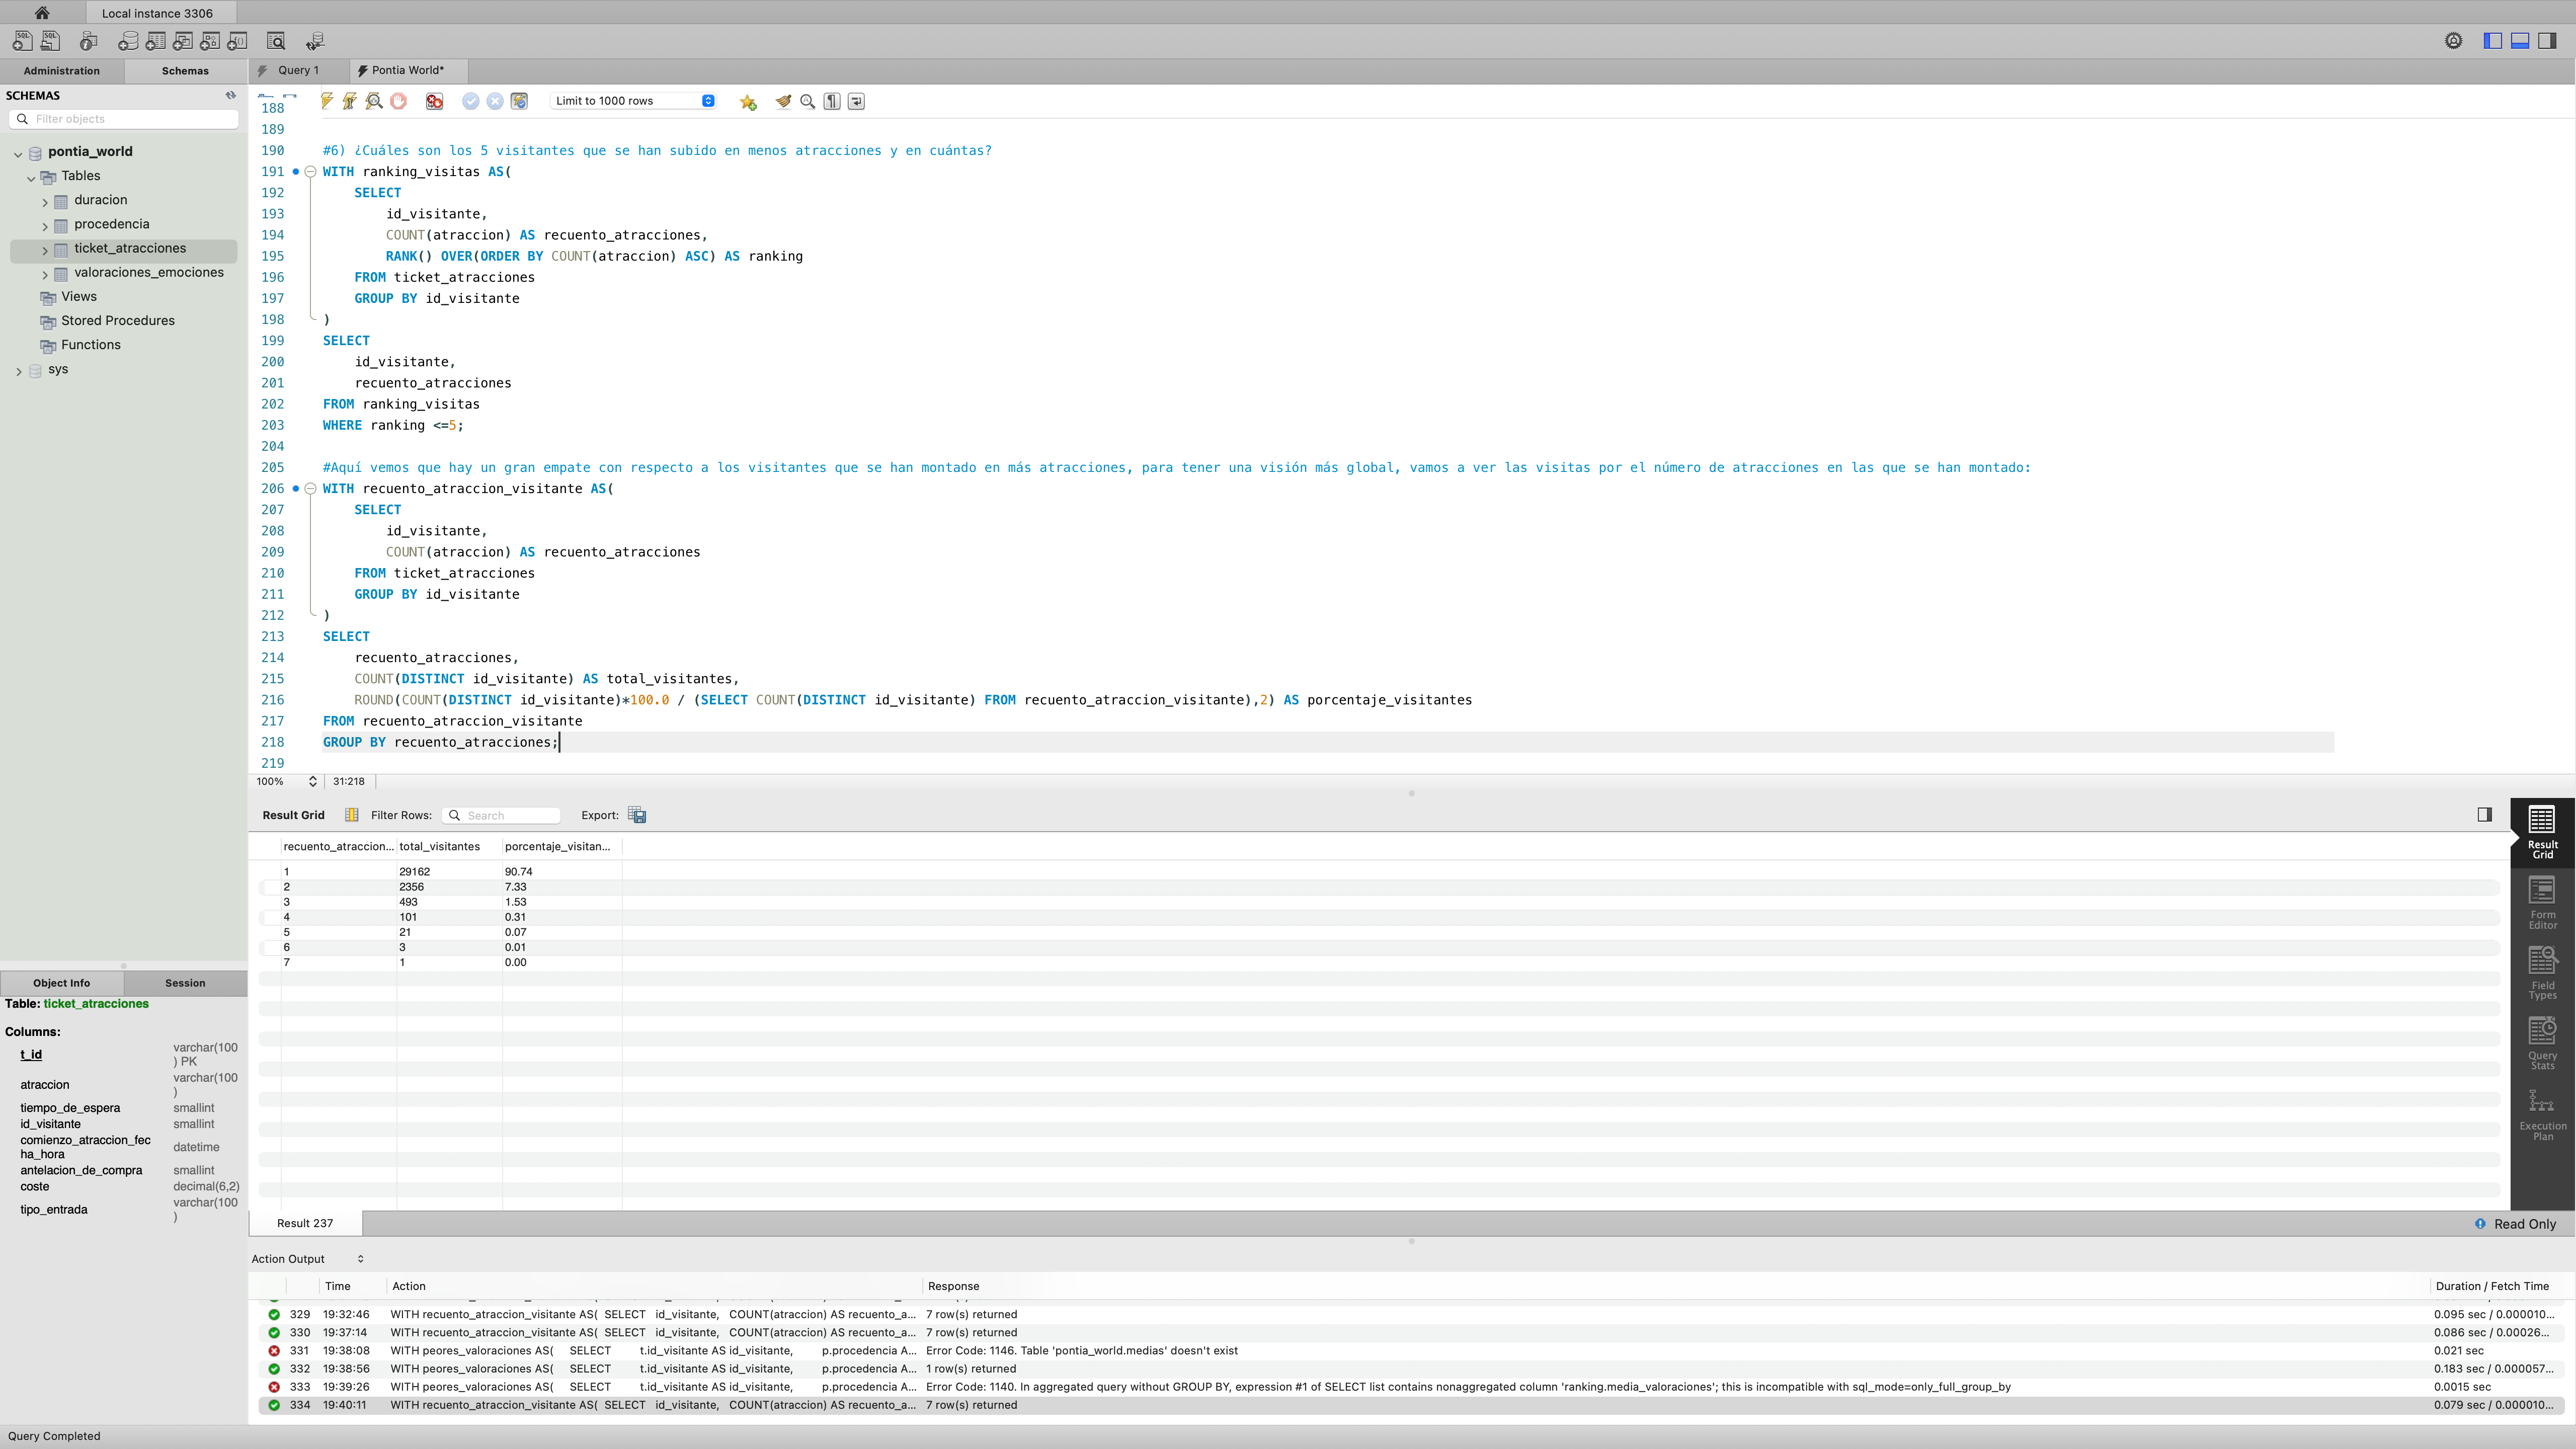 Local instance 3306
Administration
Schemas
Query 1
Pontia World*
SCHEMAS
Filter objects
pontia_world
Tables
duracion
procedencia
ticket_atracciones
valoraciones_emociones
Views
Stored Procedures
Functions
sys
Limit to 1000 rows
188
189
190 #6) ¿Cuáles son los 5 visitantes que se han subido en menos atracciones y en cuántas?
191 WITH ranking_visitas AS(
192 SELECT
193 id_visitante,
194 COUNT(atraccion) AS recuento_atracciones,
195 RANK() OVER(ORDER BY COUNT(atraccion) ASC) AS ranking
196 FROM ticket_atracciones
197 GROUP BY id_visitante
198 )
199 SELECT
200 id_visitante,
201 recuento_atracciones
202 FROM ranking_visitas
203 WHERE ranking <=5;
204
205 #Aquí vemos que hay un gran empate con respecto a los visitantes que se han montado en más atracciones, para tener una visión más global, vamos a ver las visitas por el número de atracciones en las que se han montado:
206 WITH recuento_atraccion_visitante AS(
207 SELECT
208 id_visitante,
209 COUNT(atraccion) AS recuento_atracciones
210 FROM ticket_atracciones
211 GROUP BY id_visitante
212 )
213 SELECT
214 recuento_atracciones,
215 COUNT(DISTINCT id_visitante) AS total_visitantes,
216 ROUND(COUNT(DISTINCT id_visitante)*100.0 / (SELECT COUNT(DISTINCT id_visitante) FROM recuento_atraccion_visitante),2) AS porcentaje_visitantes
217 FROM recuento_atraccion_visitante
218 GROUP BY recuento_atracciones;
219
100% 31:218
Result Grid Filter Rows: Search Export:
recuento_atraccion... total_visitantes porcentaje_visitan...
1 29162 90.74
2 2356 7.33
3 493 1.53
4 101 0.31
5 21 0.07
6 3 0.01
7 1 0.00
Result Grid
Form Editor
Field Types
Query Stats
Execution Plan
Object Info
Session
Table: ticket_atracciones
Columns:
t_id varchar(100) PK
atraccion varchar(100)
tiempo_de_espera smallint
id_visitante smallint
comienzo_atraccion_fecha_hora datetime
antelacion_de_compra smallint
coste decimal(6,2)
tipo_entrada varchar(100)
Result 237
Read Only
Action Output
Time Action Response Duration / Fetch Time
329 19:32:46 WITH recuento_atraccion_visitante AS( SELECT id_visitante, COUNT(atraccion) AS recuento_a... 7 row(s) returned 0.095 sec / 0.000010...
330 19:37:14 WITH recuento_atraccion_visitante AS( SELECT id_visitante, COUNT(atraccion) AS recuento_a... 7 row(s) returned 0.086 sec / 0.00026...
331 19:38:08 WITH peores_valoraciones AS( SELECT t.id_visitante AS id_visitante, p.procedencia A... Error Code: 1146. Table 'pontia_world.medias' doesn't exist 0.021 sec
332 19:38:56 WITH peores_valoraciones AS( SELECT t.id_visitante AS id_visitante, p.procedencia A... 1 row(s) returned 0.183 sec / 0.000057...
333 19:39:26 WITH peores_valoraciones AS( SELECT t.id_visitante AS id_visitante, p.procedencia A... Error Code: 1140. In aggregated query without GROUP BY, expression #1 of SELECT list contains nonaggregated column 'ranking.media_valoraciones'; this is incompatible with sql_mode=only_full_group_by 0.0015 sec
334 19:40:11 WITH recuento_atraccion_visitante AS( SELECT id_visitante, COUNT(atraccion) AS recuento_a... 7 row(s) returned 0.079 sec / 0.000010...
Query Completed